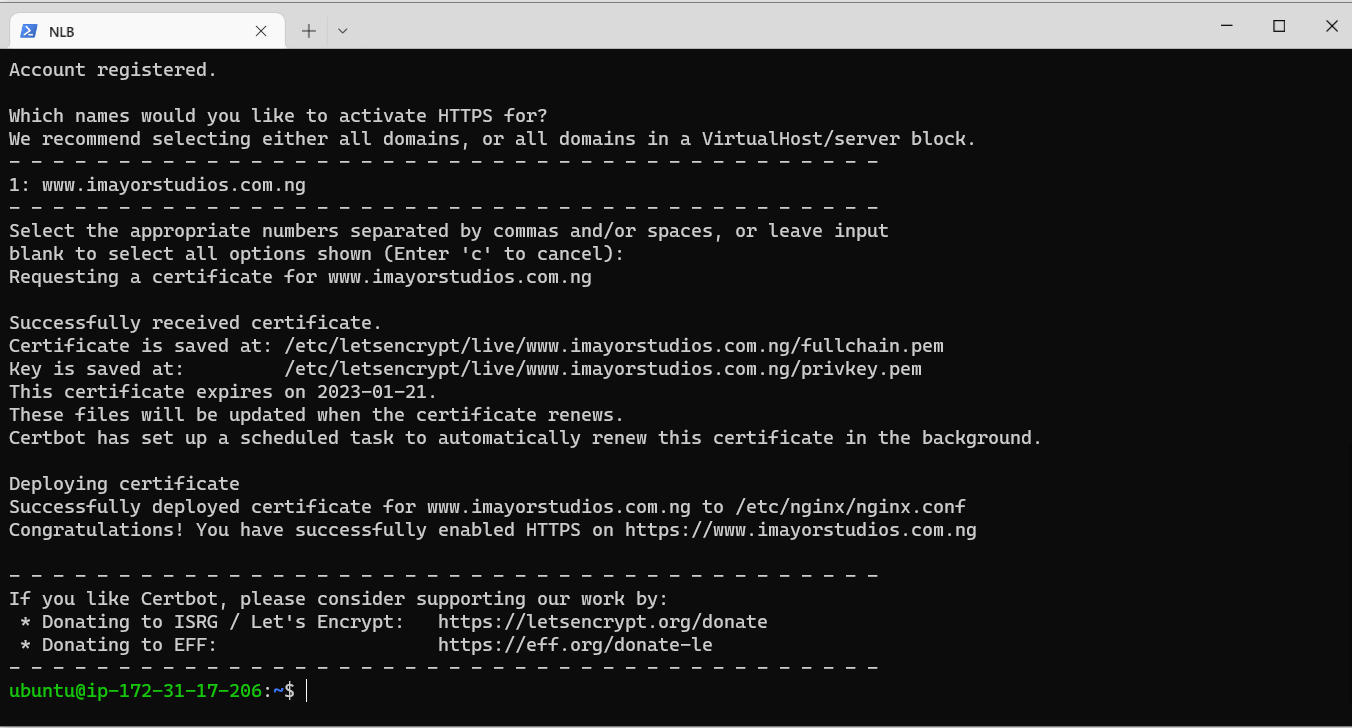 NLB
Account registered.
Which names would you like to activate HTTPS for?
We recommend selecting either all domains, or all domains in a VirtualHost/server block.
- - - - - - - - - - - - - - - - - - - - - - - - - - - - - - - - - - - - - - - -
1: www.imayorstudios.com.ng
- - - - - - - - - - - - - - - - - - - - - - - - - - - - - - - - - - - - - - - -
Select the appropriate numbers separated by commas and/or spaces, or leave input
blank to select all options shown (Enter 'c' to cancel):
Requesting a certificate for www.imayorstudios.com.ng
Successfully received certificate.
Certificate is saved at: /etc/letsencrypt/live/www.imayorstudios.com.ng/fullchain.pem
Key is saved at:         /etc/letsencrypt/live/www.imayorstudios.com.ng/privkey.pem
This certificate expires on 2023-01-21.
These files will be updated when the certificate renews.
Certbot has set up a scheduled task to automatically renew this certificate in the background.
Deploying certificate
Successfully deployed certificate for www.imayorstudios.com.ng to /etc/nginx/nginx.conf
Congratulations! You have successfully enabled HTTPS on https://www.imayorstudios.com.ng
- - - - - - - - - - - - - - - - - - - - - - - - - - - - - - - - - - - - - - - -
If you like Certbot, please consider supporting our work by:
 * Donating to ISRG / Let's Encrypt:   https://letsencrypt.org/donate
 * Donating to EFF:                    https://eff.org/donate-le
- - - - - - - - - - - - - - - - - - - - - - - - - - - - - - - - - - - - - - - -
ubuntu@ip-172-31-17-206:~$